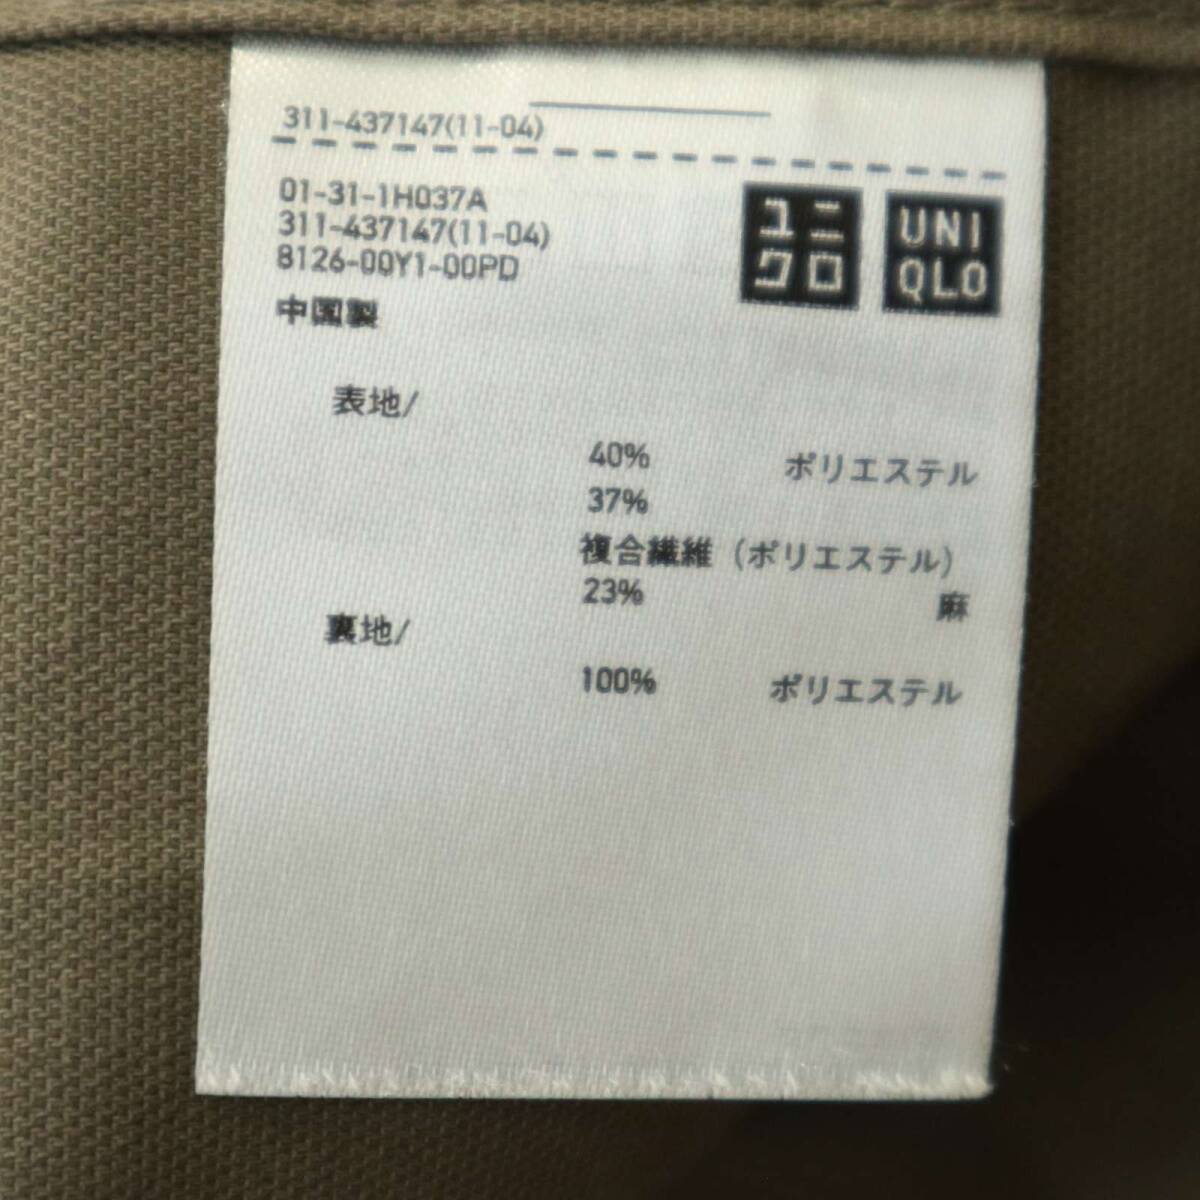 311-437147(11-04)
01-31-1H037A
311-437147(11-04)
8126-00Y1-00PD
中国製
ユニ
クロ
UNI
QLO
表地/
40% ポリエステル
37%
複合繊維(ポリエステル)
23% 麻
裏地/
100% ポリエステル